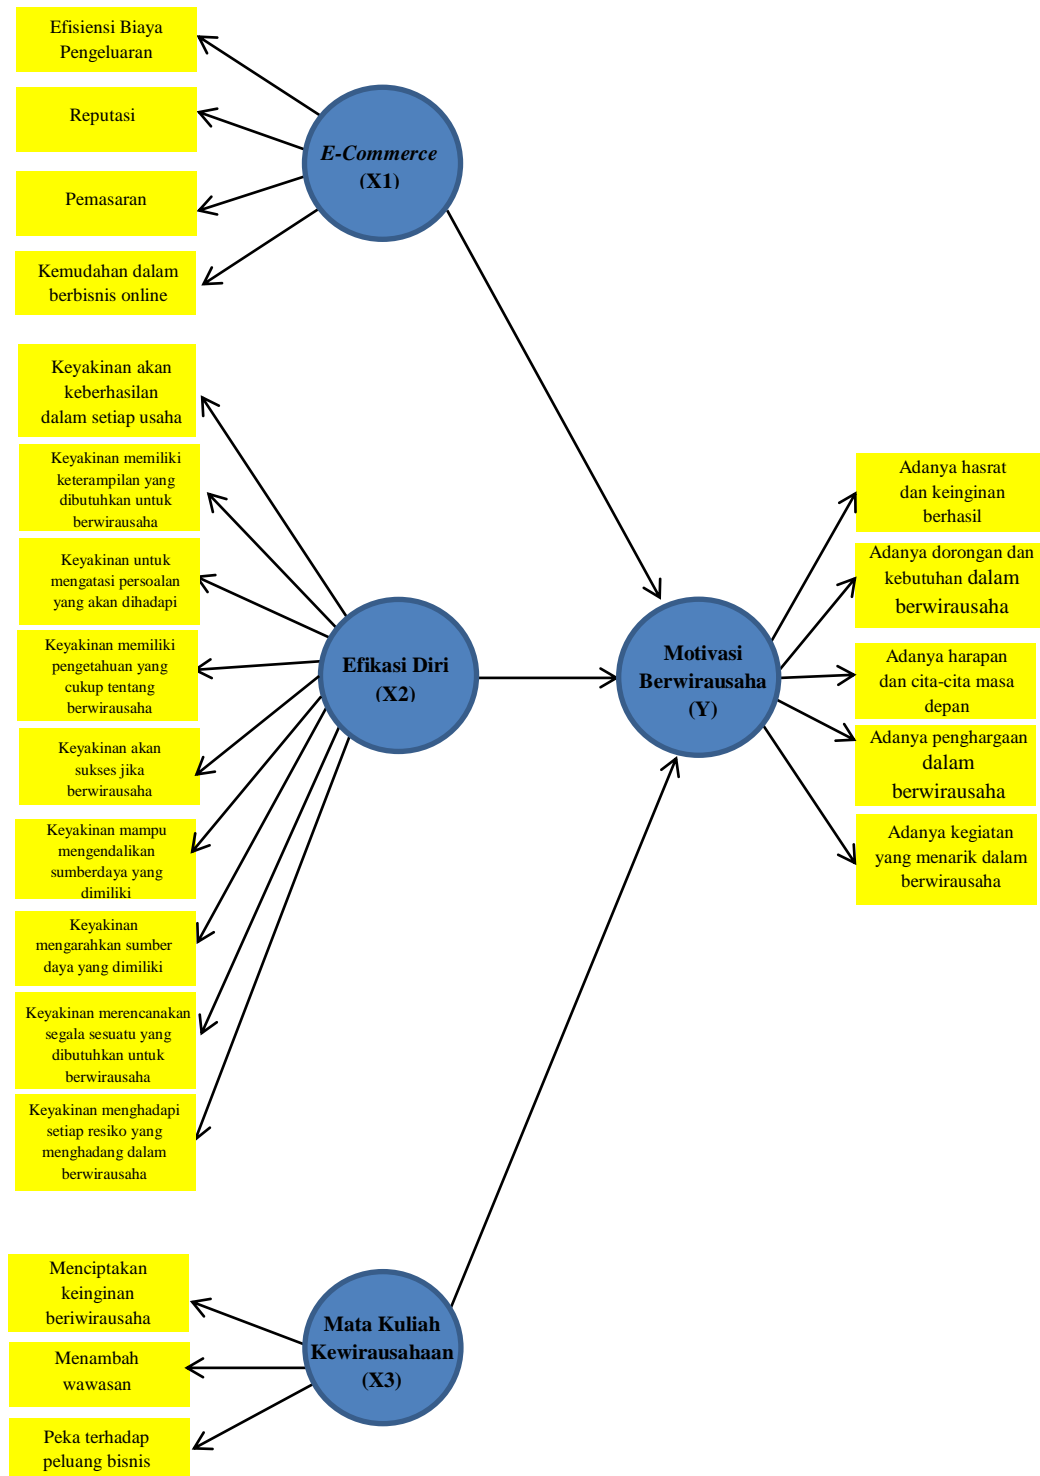 Efisiensi Biaya
Pengeluaran
Reputasi
Pemasaran
Kemudahan dalam
berbisnis online
E-Commerce
(X1)
Keyakinan akan
keberhasilan
dalam setiap usaha
Keyakinan memiliki
keterampilan yang
dibutuhkan untuk
berwirausaha
Keyakinan untuk
mengatasi persoalan
yang akan dihadapi
Keyakinan memiliki
pengetahuan yang
cukup tentang
berwirausaha
Keyakinan akan
sukses jika
berwirausaha
Keyakinan mampu
mengendalikan
sumberdaya yang
dimiliki
Keyakinan
mengarahkan sumber
daya yang dimiliki
Keyakinan merencanakan
segala sesuatu yang
dibutuhkan untuk
berwirausaha
Keyakinan menghadapi
setiap resiko yang
menghadang dalam
berwirausaha
Efikasi Diri
(X2)
Motivasi
Berwirausaha
(Y)
Adanya hasrat
dan keinginan
berhasil
Adanya dorongan dan
kebutuhan dalam
berwirausaha
Adanya harapan
dan cita-cita masa
depan
Adanya penghargaan
dalam
berwirausaha
Adanya kegiatan
yang menarik dalam
berwirausaha
Menciptakan
keinginan
beriwirausaha
Menambah
wawasan
Peka terhadap
peluang bisnis
Mata Kuliah
Kewirausahaan
(X3)